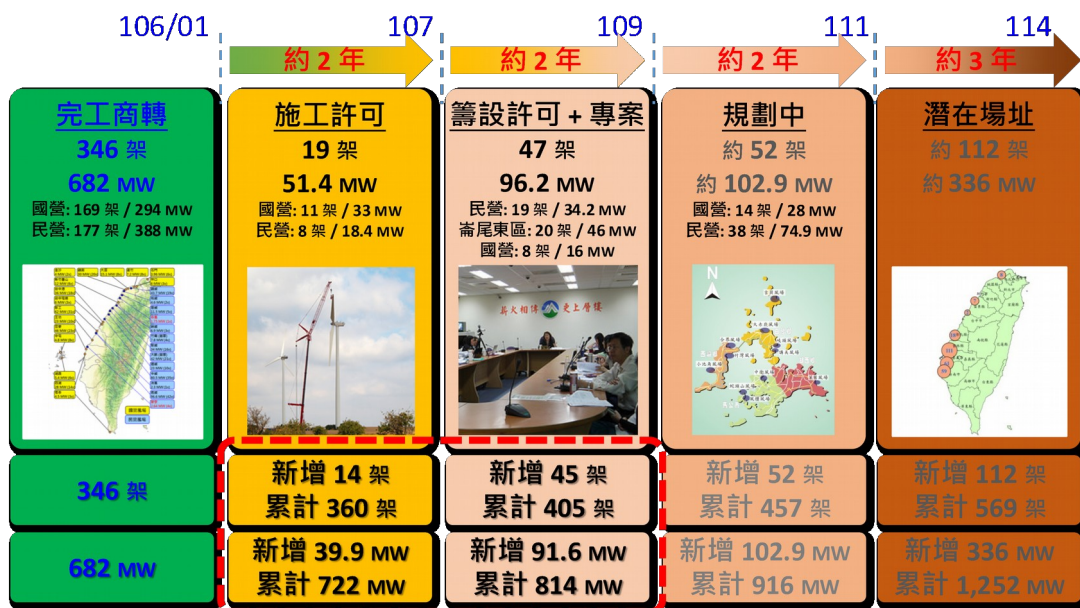 106/01
107
109
111
114
約 2 年
約 2 年
約 2 年
約 3 年
完工商轉
346 架
682 MW
國營: 169 架 / 294 MW
民營: 177 架 / 388 MW
施工許可
19 架
51.4 MW
國營: 11 架 / 33 MW
民營: 8 架 / 18.4 MW
籌設許可 + 專案
47 架
96.2 MW
民營: 19 架 / 34.2 MW
崙尾東區: 20 架 / 46 MW
國營: 8 架 / 16 MW
薪火相傳 更上層樓
規劃中
約 52 架
約 102.9 MW
國營: 14 架 / 28 MW
民營: 38 架 / 74.9 MW
N
潛在場址
約 112 架
約 336 MW
346 架
新增 14 架
累計 360 架
新增 45 架
累計 405 架
新增 52 架
累計 457 架
新增 112 架
累計 569 架
682 MW
新增 39.9 MW
累計 722 MW
新增 91.6 MW
累計 814 MW
新增 102.9 MW
累計 916 MW
新增 336 MW
累計 1,252 MW